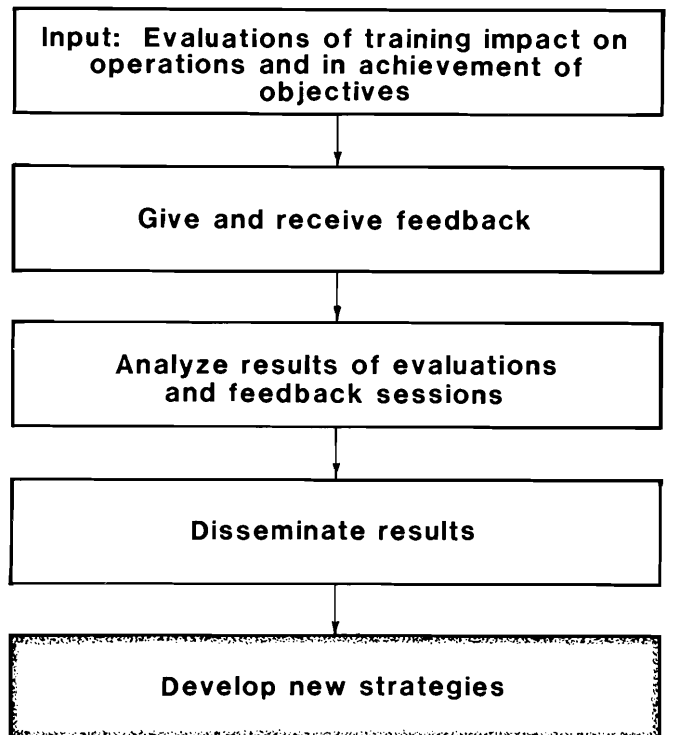 Input: Evaluations of training impact on
operations and in achievement of
objectives
Give and receive feedback
Analyze results of evaluations
and feedback sessions
Disseminate results
Develop new strategies